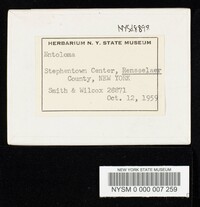 HERBARIUM N. Y. STATE MUSEUM
Entoloma
Stephentown Center, Rensselaer
County, NEW YORK
Smith & Wilcox 28871
Oct. 12, 1959
NEW YORK STATE MUSEUM
NYSM 0 000 007 259